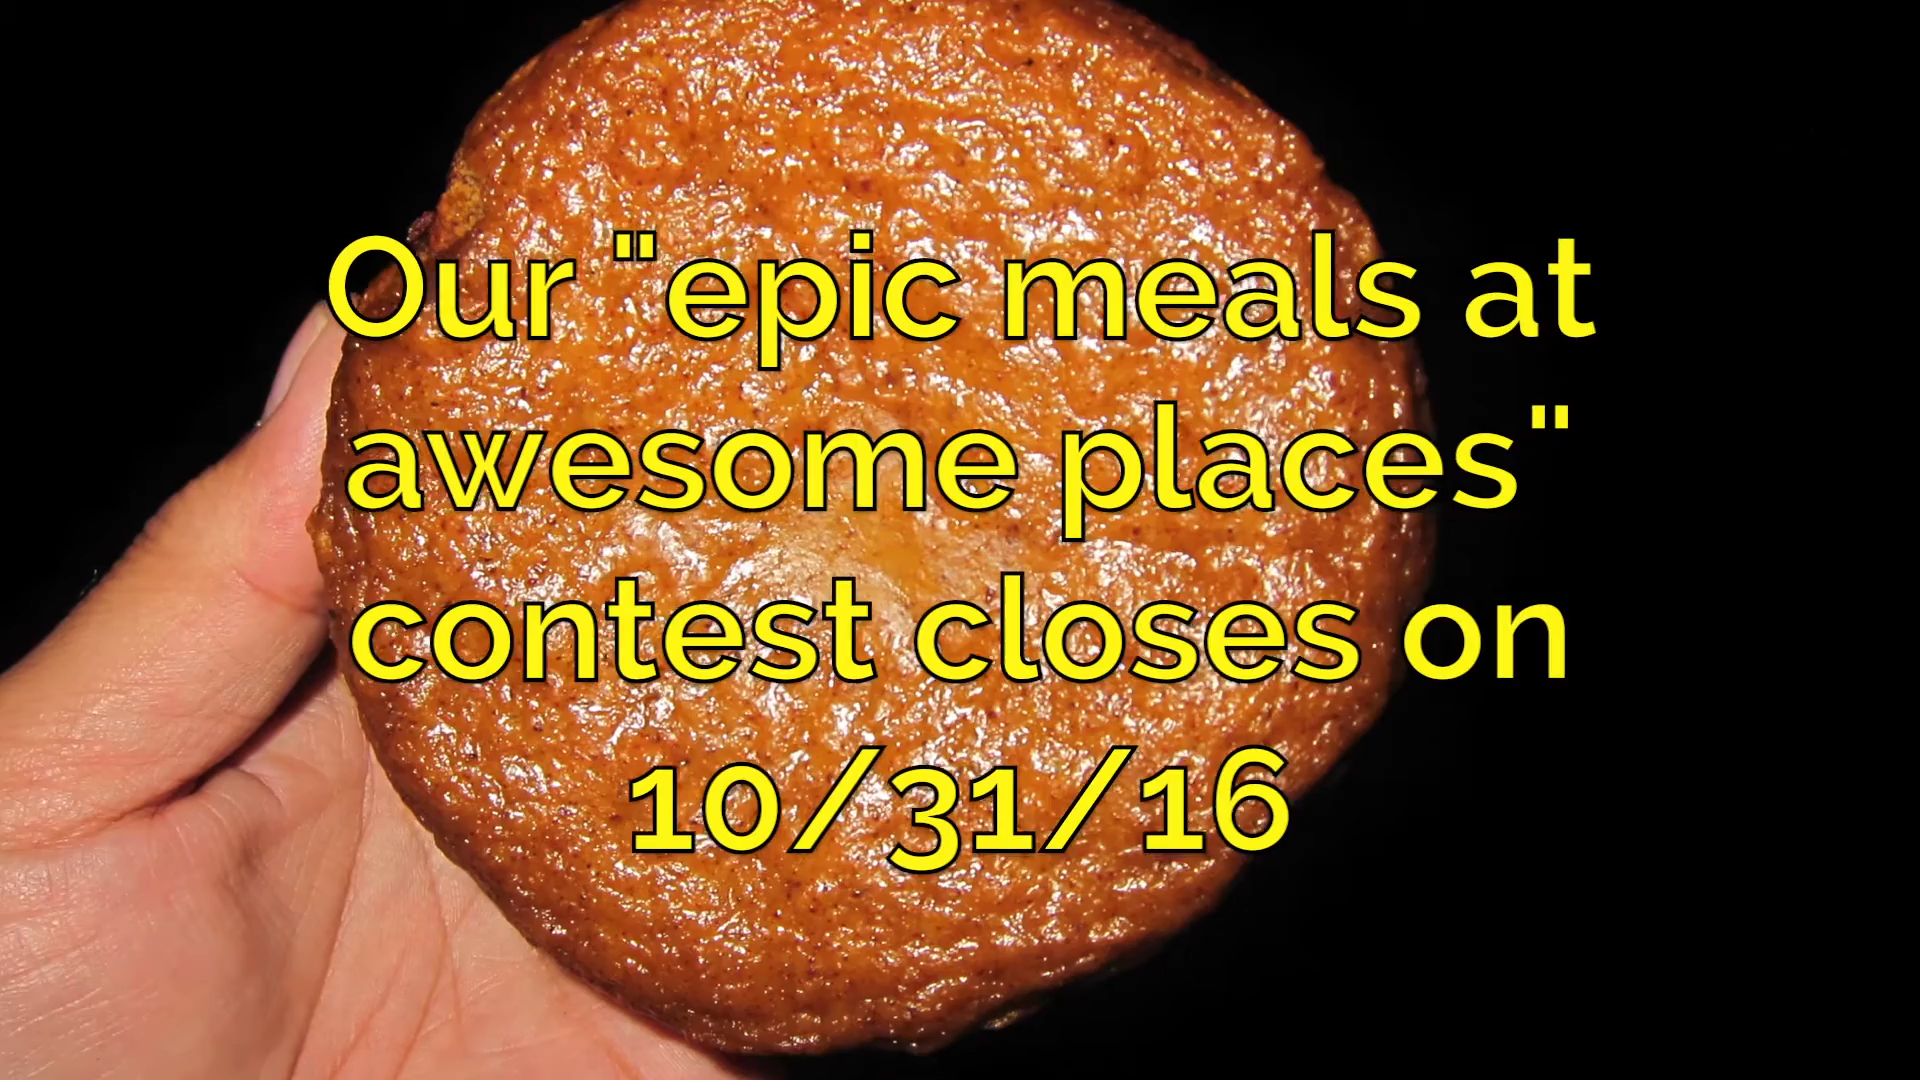 Our "epic meals at
awesome places"
contest closes on
10/31/16